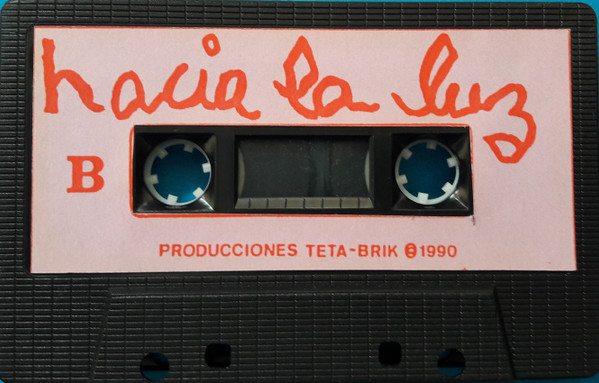 hacia la luz
B
PRODUCCIONES TETA-BRIK ℗1990